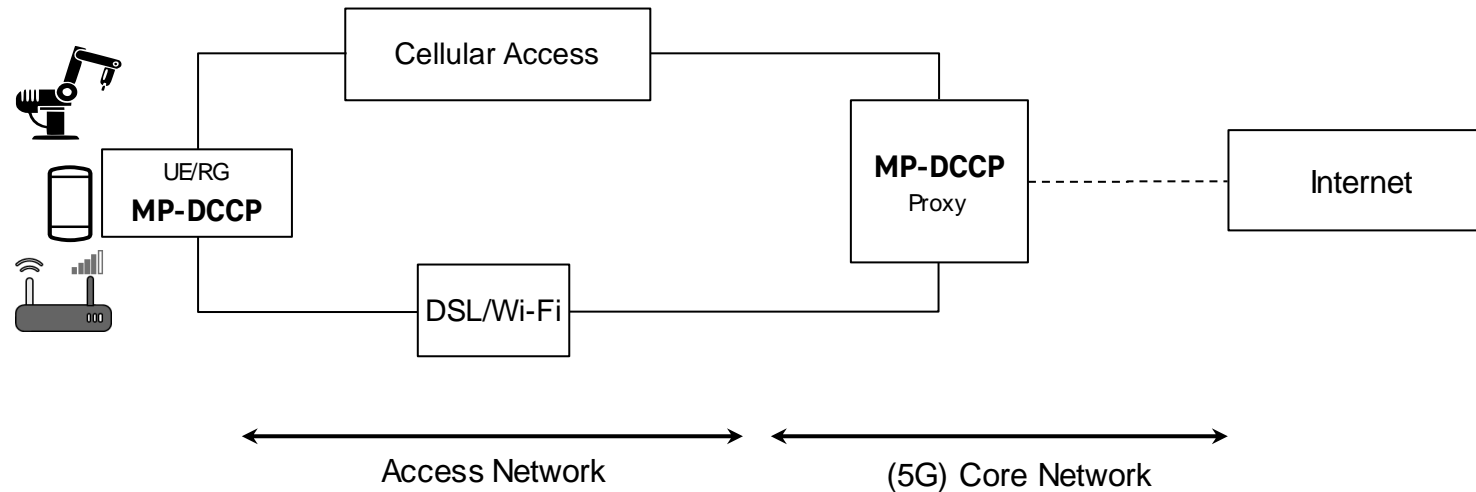 Cellular Access
UE/RG
MP-DCCP
MP-DCCP
Proxy
Internet
DSL/Wi-Fi
Access Network
(5G) Core Network